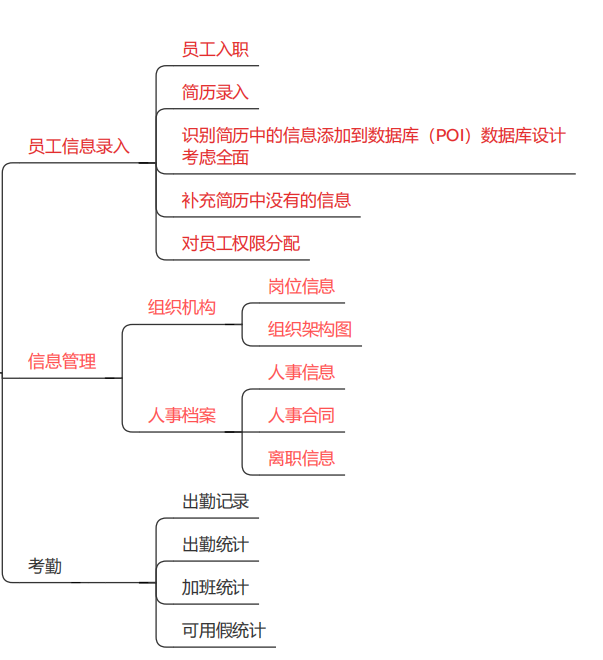 员工入职
简历录入
员工信息录入
识别简历中的信息添加到数据库（POI）数据库设计
考虑全面
补充简历中没有的信息
对员工权限分配
岗位信息
组织机构
组织架构图
信息管理
人事信息
人事档案
人事合同
离职信息
出勤记录
出勤统计
考勤
加班统计
可用假统计